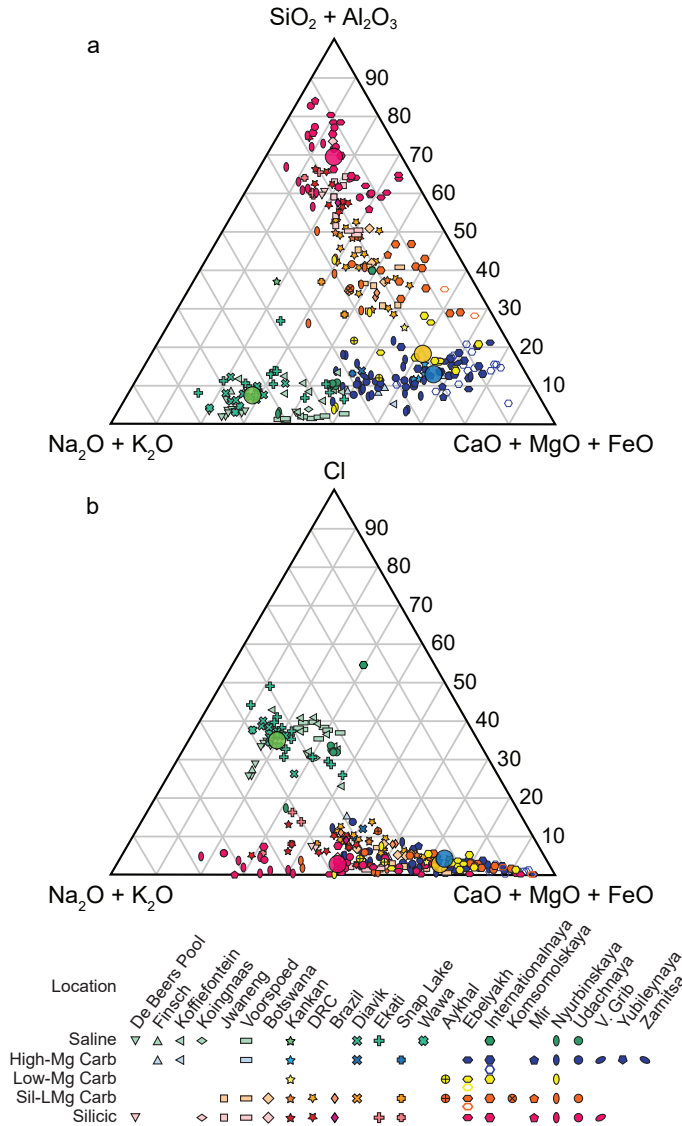 SiO₂ + Al₂O₃
a
90
80
70
60
50
40
30
20
10
Na₂O + K₂O
CaO + MgO + FeO
Cl
b
90
80
70
60
50
40
30
20
10
Na₂O + K₂O
CaO + MgO + FeO
Location
De Beers Pool
Finsch
Koffiefontein
Koingnaas
Jwaneng
Voorspoed
Botswana
Kankan
DRC
Brazil
Diavik
Ekati
Snap Lake
Wawa
Aykhal
Ebelyakh
Internationalnaya
Komsomolskaya
Mir
Nyurbinskaya
Udachnaya
V. Grib
Yubileynaya
Zarnitsa
Saline
High-Mg Carb
Low-Mg Carb
Sil-LMg Carb
Silicic